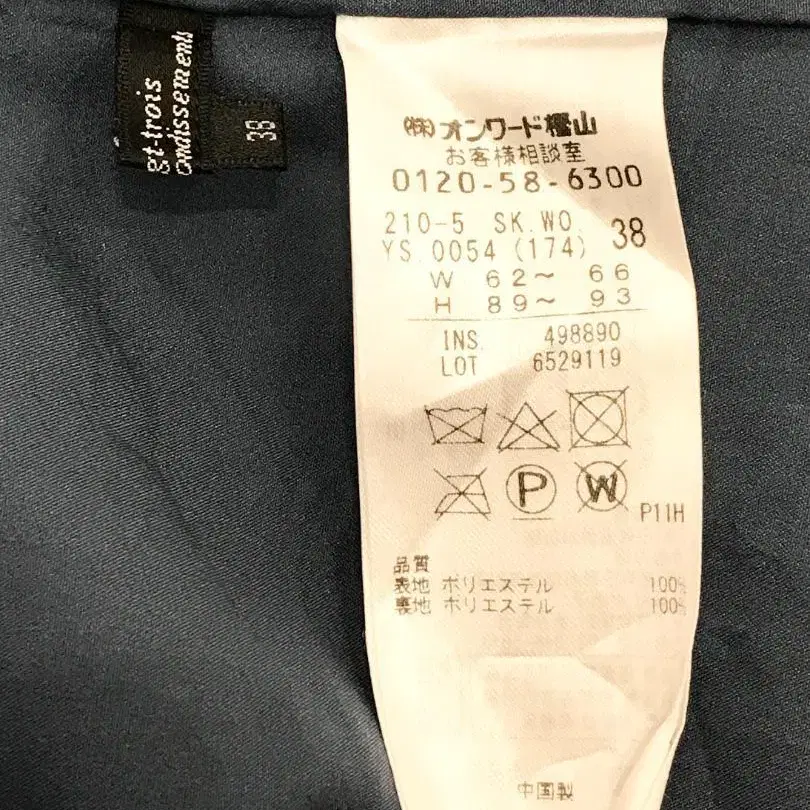 gt-trois
ondissements
38
(株)オンワード樫山
お客様相談室
0120-58-6300
210-5 SK.WO. 38
YS.0054 (174)
W 62～ 66
H 89～ 93
INS. 498890
LOT 6529119
P
W
P11H
品質
表地 ポリエステル 100%
裏地 ポリエステル 100%
中国製